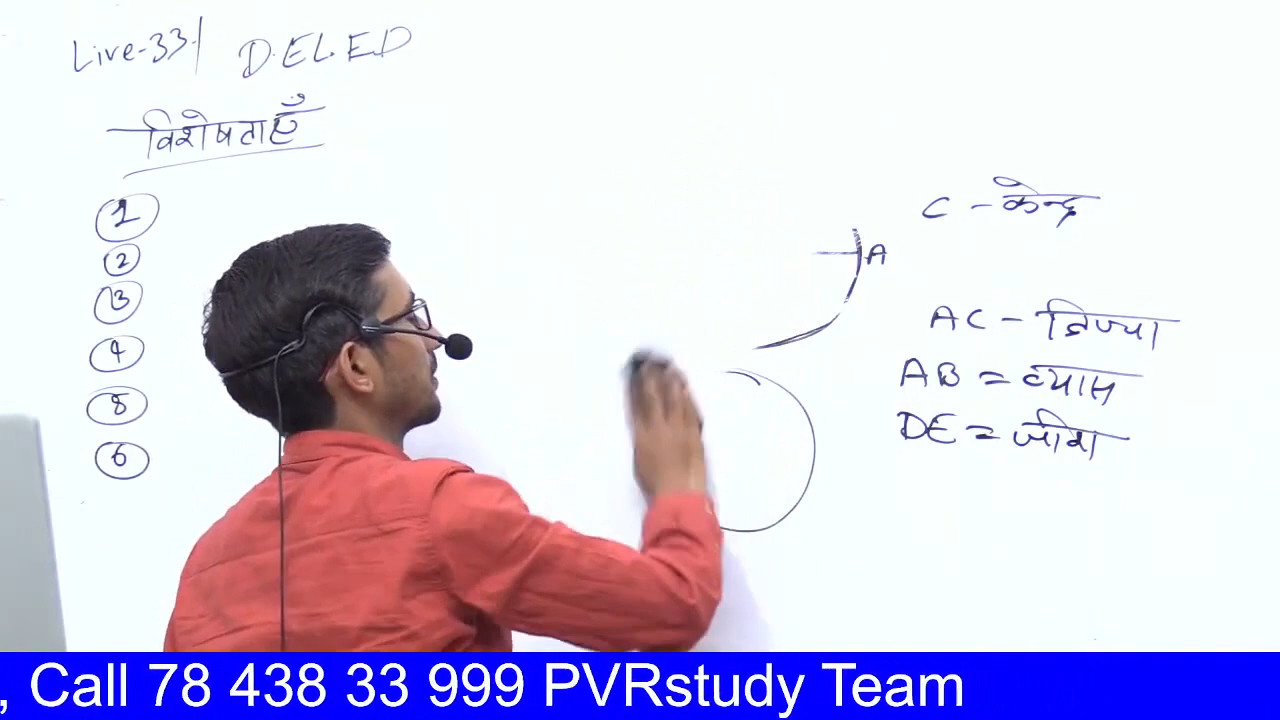 Live-33 D.EL.ED
विशेषताएँ
1
2
3
4
5
6
A
C - केन्द्र
AC - त्रिज्या
AB = व्यास
DE = जीवा
, Call 78 438 33 999 PVRstudy Team